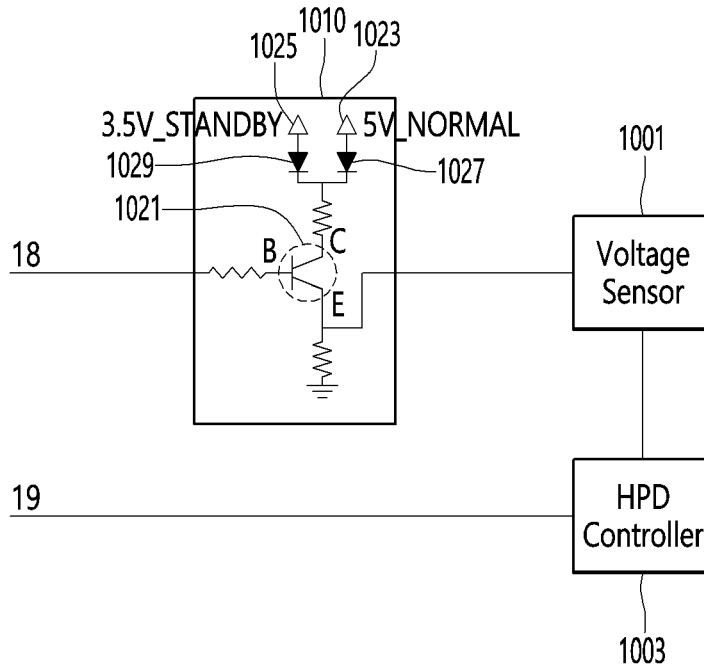 1010
1025
1023
3.5V_STANDBY
5V_NORMAL
1029
1027
1001
1021
B
C
18
E
Voltage
Sensor
19
HPD
Controller
1003